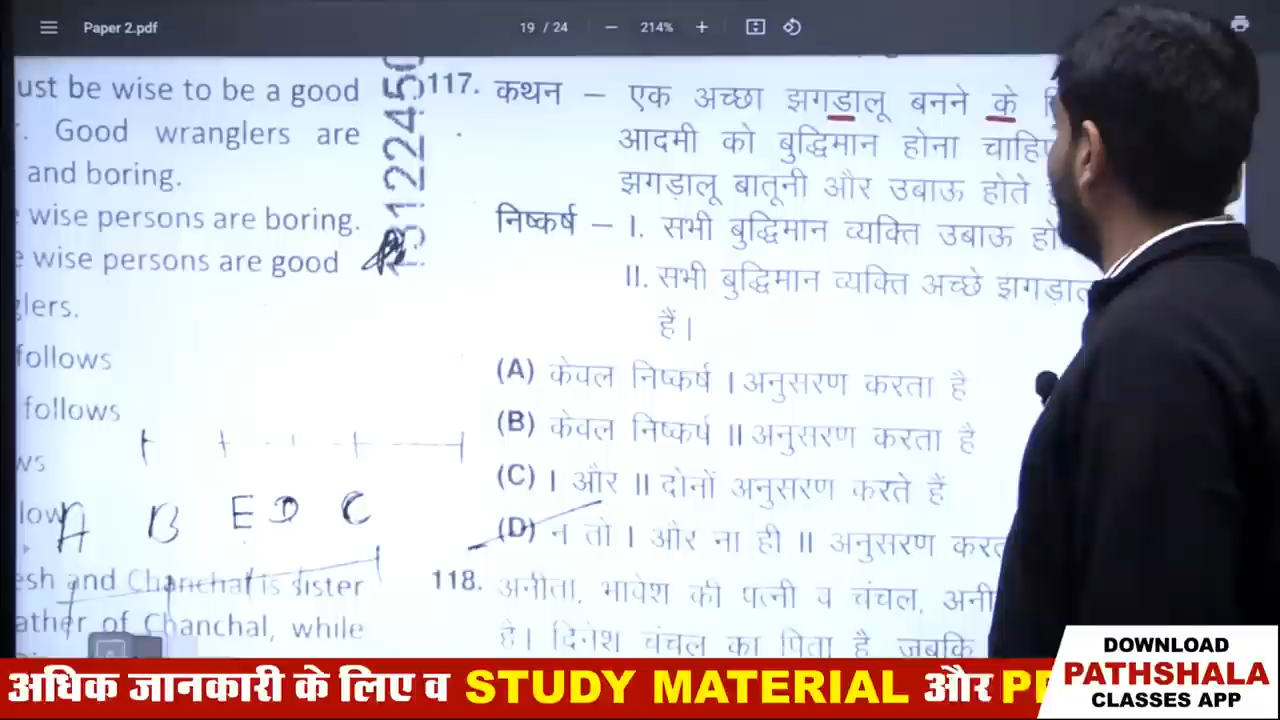 Paper 2.pdf
19 / 24
214%
ust be wise to be a good
. Good wranglers are
and boring.
wise persons are boring.
wise persons are good
glers.
follows
follows
ws
low
A B E D C
esh and Chanchal is sister
ather of Chanchal, while
117. कथन – एक अच्छा झगडालू बनने के
आदमी को बुद्धिमान होना चाहिए
झगड़ालू बातूनी और उबाऊ होते
निष्कर्ष – I. सभी बुद्धिमान व्यक्ति उबाऊ हो
II. सभी बुद्धिमान व्यक्ति अच्छे झगड़ालू
हैं।
(A) केवल निष्कर्ष I अनुसरण करता है
(B) केवल निष्कर्ष II अनुसरण करता है
(C) I और II दोनों अनुसरण करते हैं
(D) न तो I और ना ही II अनुसरण करत
118. अनीता, भावेश की पत्नी व चंचल, अनी
है। दिनेश चंचल का पिता है, जबकि
अधिक जानकारी के लिए व STUDY MATERIAL और
DOWNLOAD
PATHSHALA
CLASSES APP